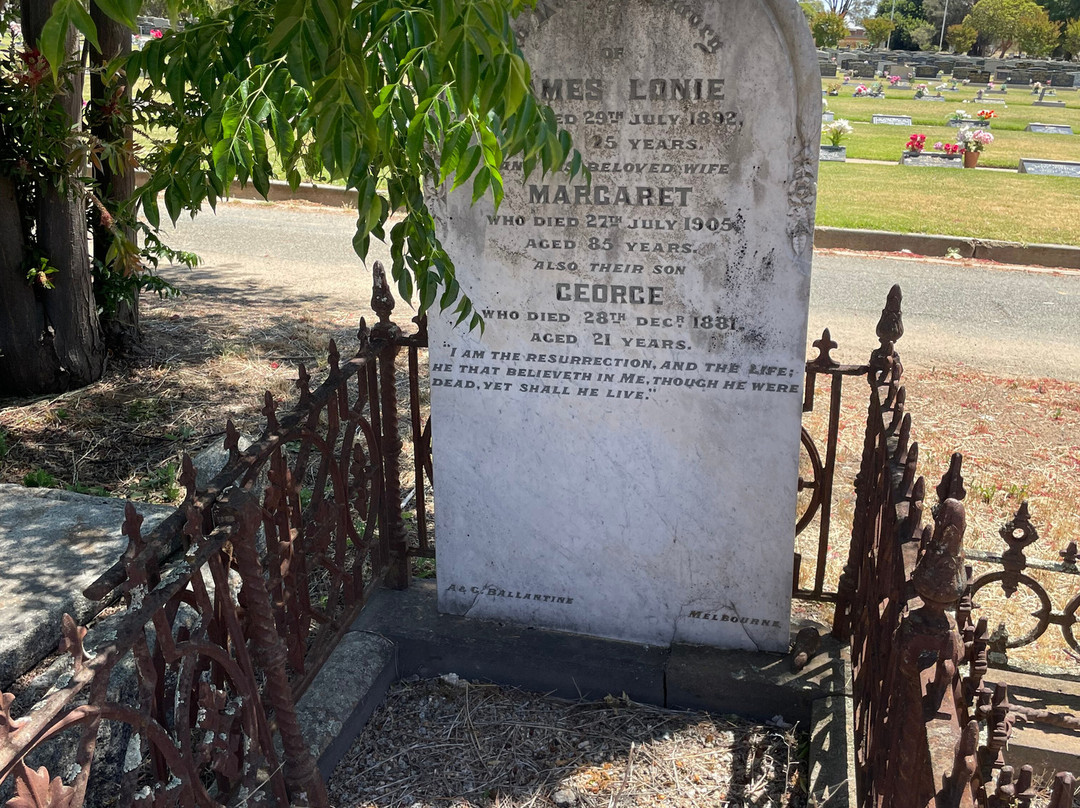 OF
MES LONIE
29TH JULY 1892,
25 YEARS.
BELOVED WIFE
MARGARET
WHO DIED 27TH JULY 1905
AGED 85 YEARS.
ALSO THEIR SON
GEORGE
WHO DIED 28TH DECR 1881.
AGED 21 YEARS.
"I AM THE RESURRECTION, AND THE LIFE;
HE THAT BELIEVETH IN ME, THOUGH HE WERE
DEAD, YET SHALL HE LIVE."
A & G. BALLANTINE
MELBOURNE.